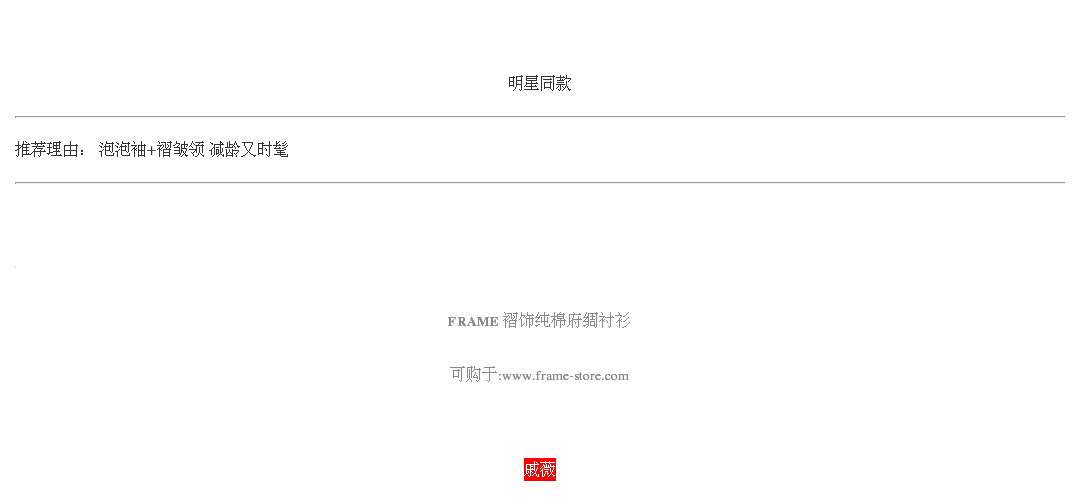 明星同款
推荐理由： 泡泡袖+褶皱领 减龄又时髦
FRAME 褶饰纯棉府绸衬衫
可购于:www.frame-store.com
戚薇